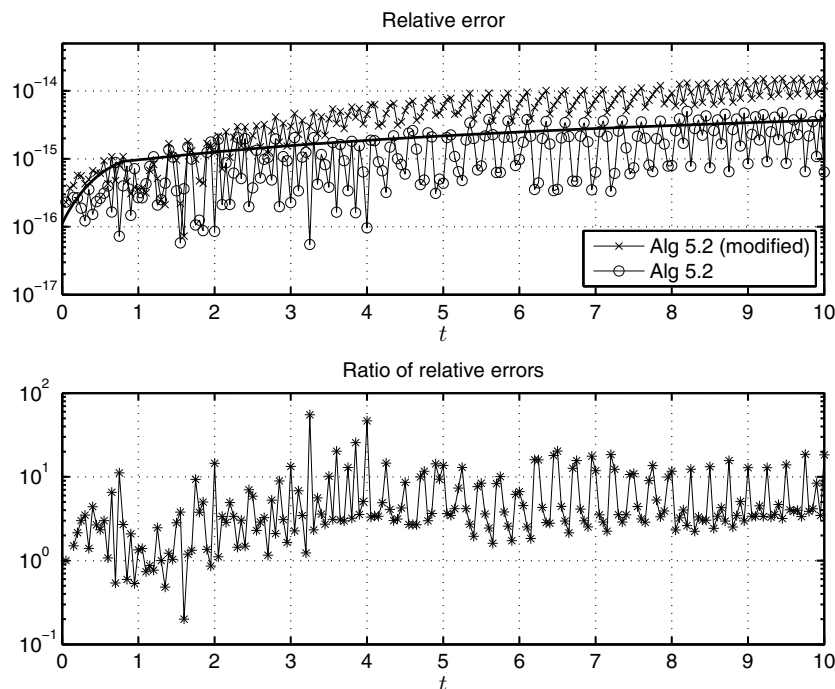 Relative error
10^-14
10^-15
10^-16
10^-17
Alg 5.2 (modified)
Alg 5.2
0 1 2 3 4 5 6 7 8 9 10
t
Ratio of relative errors
10^2
10^1
10^0
10^-1
0 1 2 3 4 5 6 7 8 9 10
t